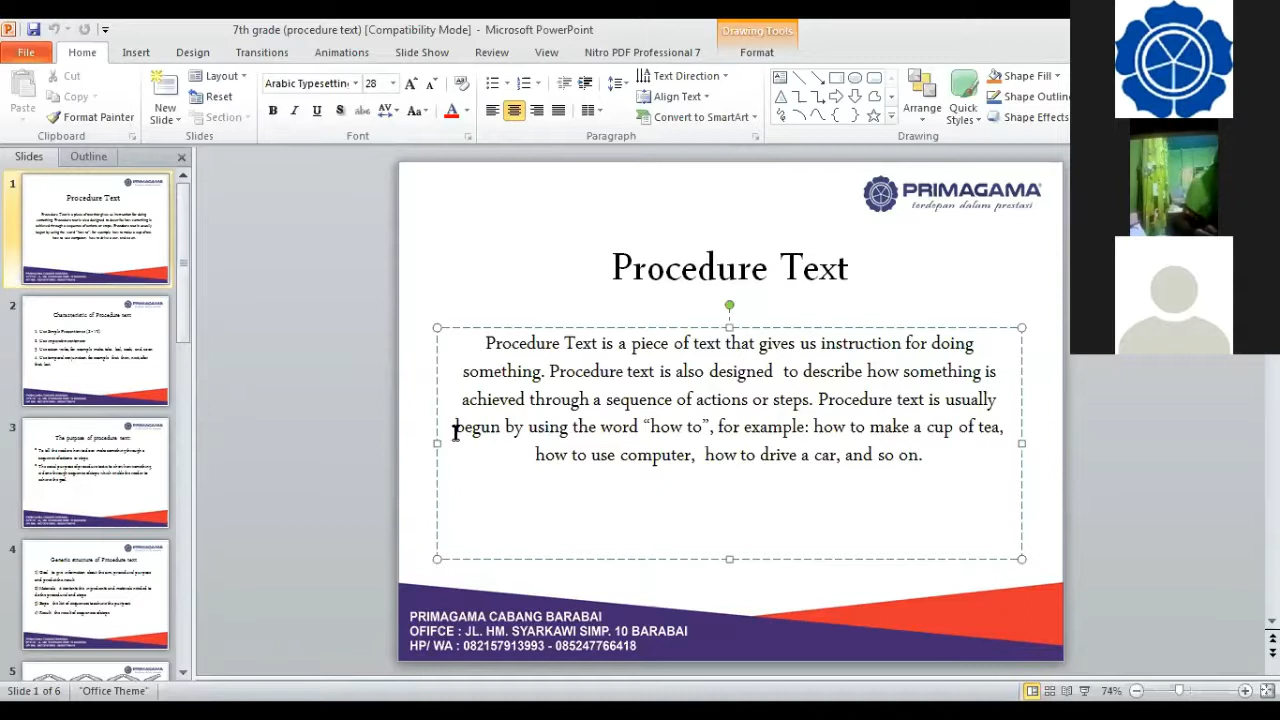 7th grade (procedure text) [Compatibility Mode] - Microsoft PowerPoint
Drawing Tools
File Home Insert Design Transitions Animations Slide Show Review View Nitro PDF Professional 7 Format
Cut
Copy
Format Painter
Paste
Clipboard
New Slide
Layout
Reset
Section
Slides
Arabic Typesettin 28
Font
Text Direction
Align Text
Convert to SmartArt
Paragraph
Arrange
Quick Styles
Shape Fill
Shape Outlin
Shape Effects
Drawing
Slides Outline
1
Procedure Text
2
Characteristic of Procedure text
3
The purpose of procedure text
4
Generic structure of Procedure text
5
PRIMAGAMA
terdepan dalam prestasi
Procedure Text
Procedure Text is a piece of text that gives us instruction for doing
something. Procedure text is also designed to describe how something is
achieved through a sequence of actions or steps. Procedure text is usually
begun by using the word “how to”, for example: how to make a cup of tea,
how to use computer, how to drive a car, and so on.
PRIMAGAMA CABANG BARABAI
OFIFCE : JL. HM. SYARKAWI SIMP. 10 BARABAI
HP/ WA : 082157913993 - 085247766418
Slide 1 of 6 "Office Theme" 74%